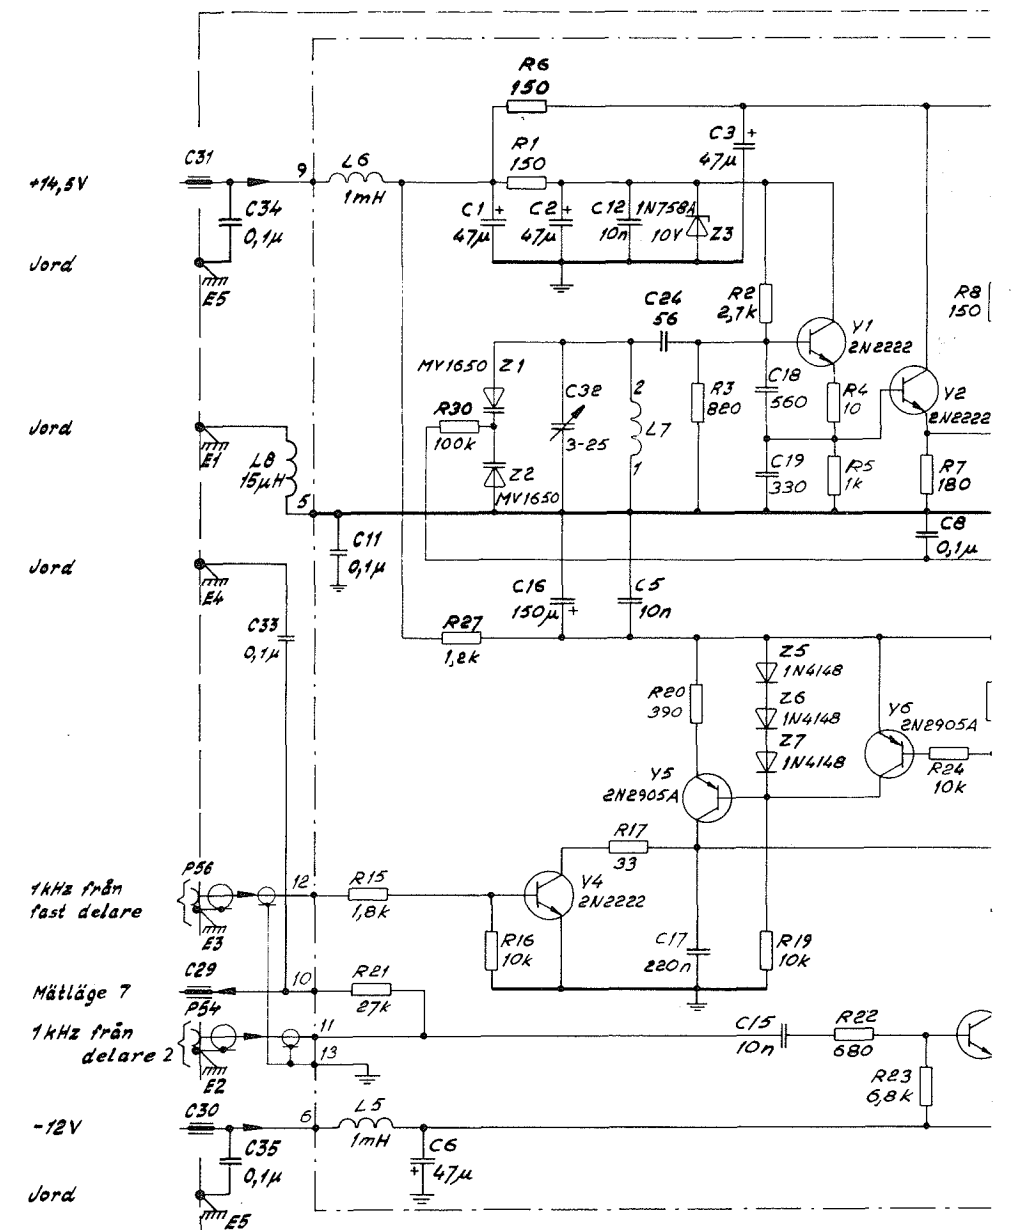 R6
150
C31
9
L6
1mH
R1
150
C3 +
47µ
+14,5V
C34
0,1µ
C1 +
47µ
C2 +
47µ
C12
10n
1N758A
10V
Z3
Jord
E5
C24
56
R2
2,7k
R8
150
Y1
2N2222
MV1650
Z1
C32
3-25
2
L7
1
R3
820
C18
560
R4
10
Y2
2N2222
R30
100k
Jord
E1
L8
15µH
5
Z2
MV1650
C19
330
R5
1k
R7
180
C11
0,1µ
C8
0,1µ
Jord
E4
C16
150µ
+
C5
10n
C33
0,1µ
R27
1,2k
Z5
1N4148
R20
390
Z6
1N4148
Y6
2N2905A
Z7
1N4148
R24
10k
Y5
2N2905A
R17
33
P56
1kHz från
fast delare
12
R15
1,8k
Y4
2N2222
E3
R16
10k
C17
220n
R19
10k
C29
10
R21
27k
Mätläge 7
P54
1kHz från
delare 2
11
13
C15
10n
R22
680
E2
R23
6,8k
C30
6
L5
1mH
-12V
C35
0,1µ
C6
+
47µ
Jord
E5